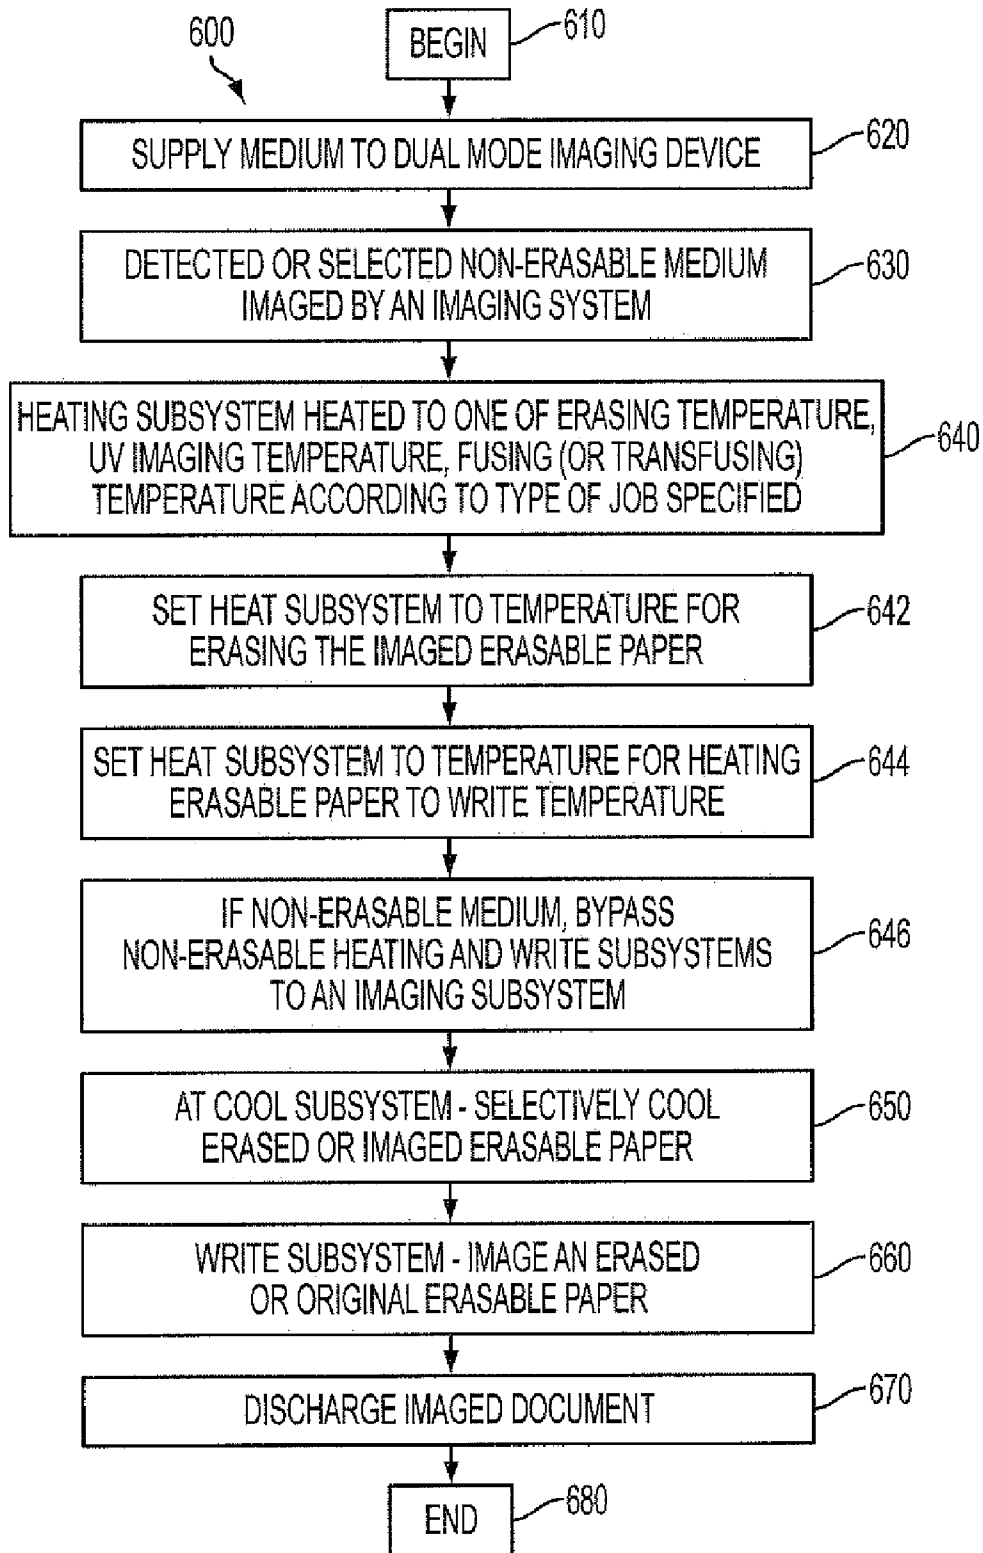 600
BEGIN
610
SUPPLY MEDIUM TO DUAL MODE IMAGING DEVICE
620
DETECTED OR SELECTED NON-ERASABLE MEDIUM
IMAGED BY AN IMAGING SYSTEM
630
HEATING SUBSYSTEM HEATED TO ONE OF ERASING TEMPERATURE,
UV IMAGING TEMPERATURE, FUSING (OR TRANSFUSING)
TEMPERATURE ACCORDING TO TYPE OF JOB SPECIFIED
640
SET HEAT SUBSYSTEM TO TEMPERATURE FOR
ERASING THE IMAGED ERASABLE PAPER
642
SET HEAT SUBSYSTEM TO TEMPERATURE FOR HEATING
ERASABLE PAPER TO WRITE TEMPERATURE
644
IF NON-ERASABLE MEDIUM, BYPASS
NON-ERASABLE HEATING AND WRITE SUBSYSTEMS
TO AN IMAGING SUBSYSTEM
646
AT COOL SUBSYSTEM - SELECTIVELY COOL
ERASED OR IMAGED ERASABLE PAPER
650
WRITE SUBSYSTEM - IMAGE AN ERASED
OR ORIGINAL ERASABLE PAPER
660
DISCHARGE IMAGED DOCUMENT
670
END
680